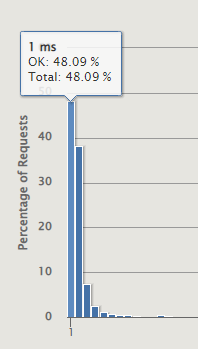 1 ms
OK: 48.09 %
Total: 48.09 %
50
40
30
20
10
0
Percentage of Requests
1